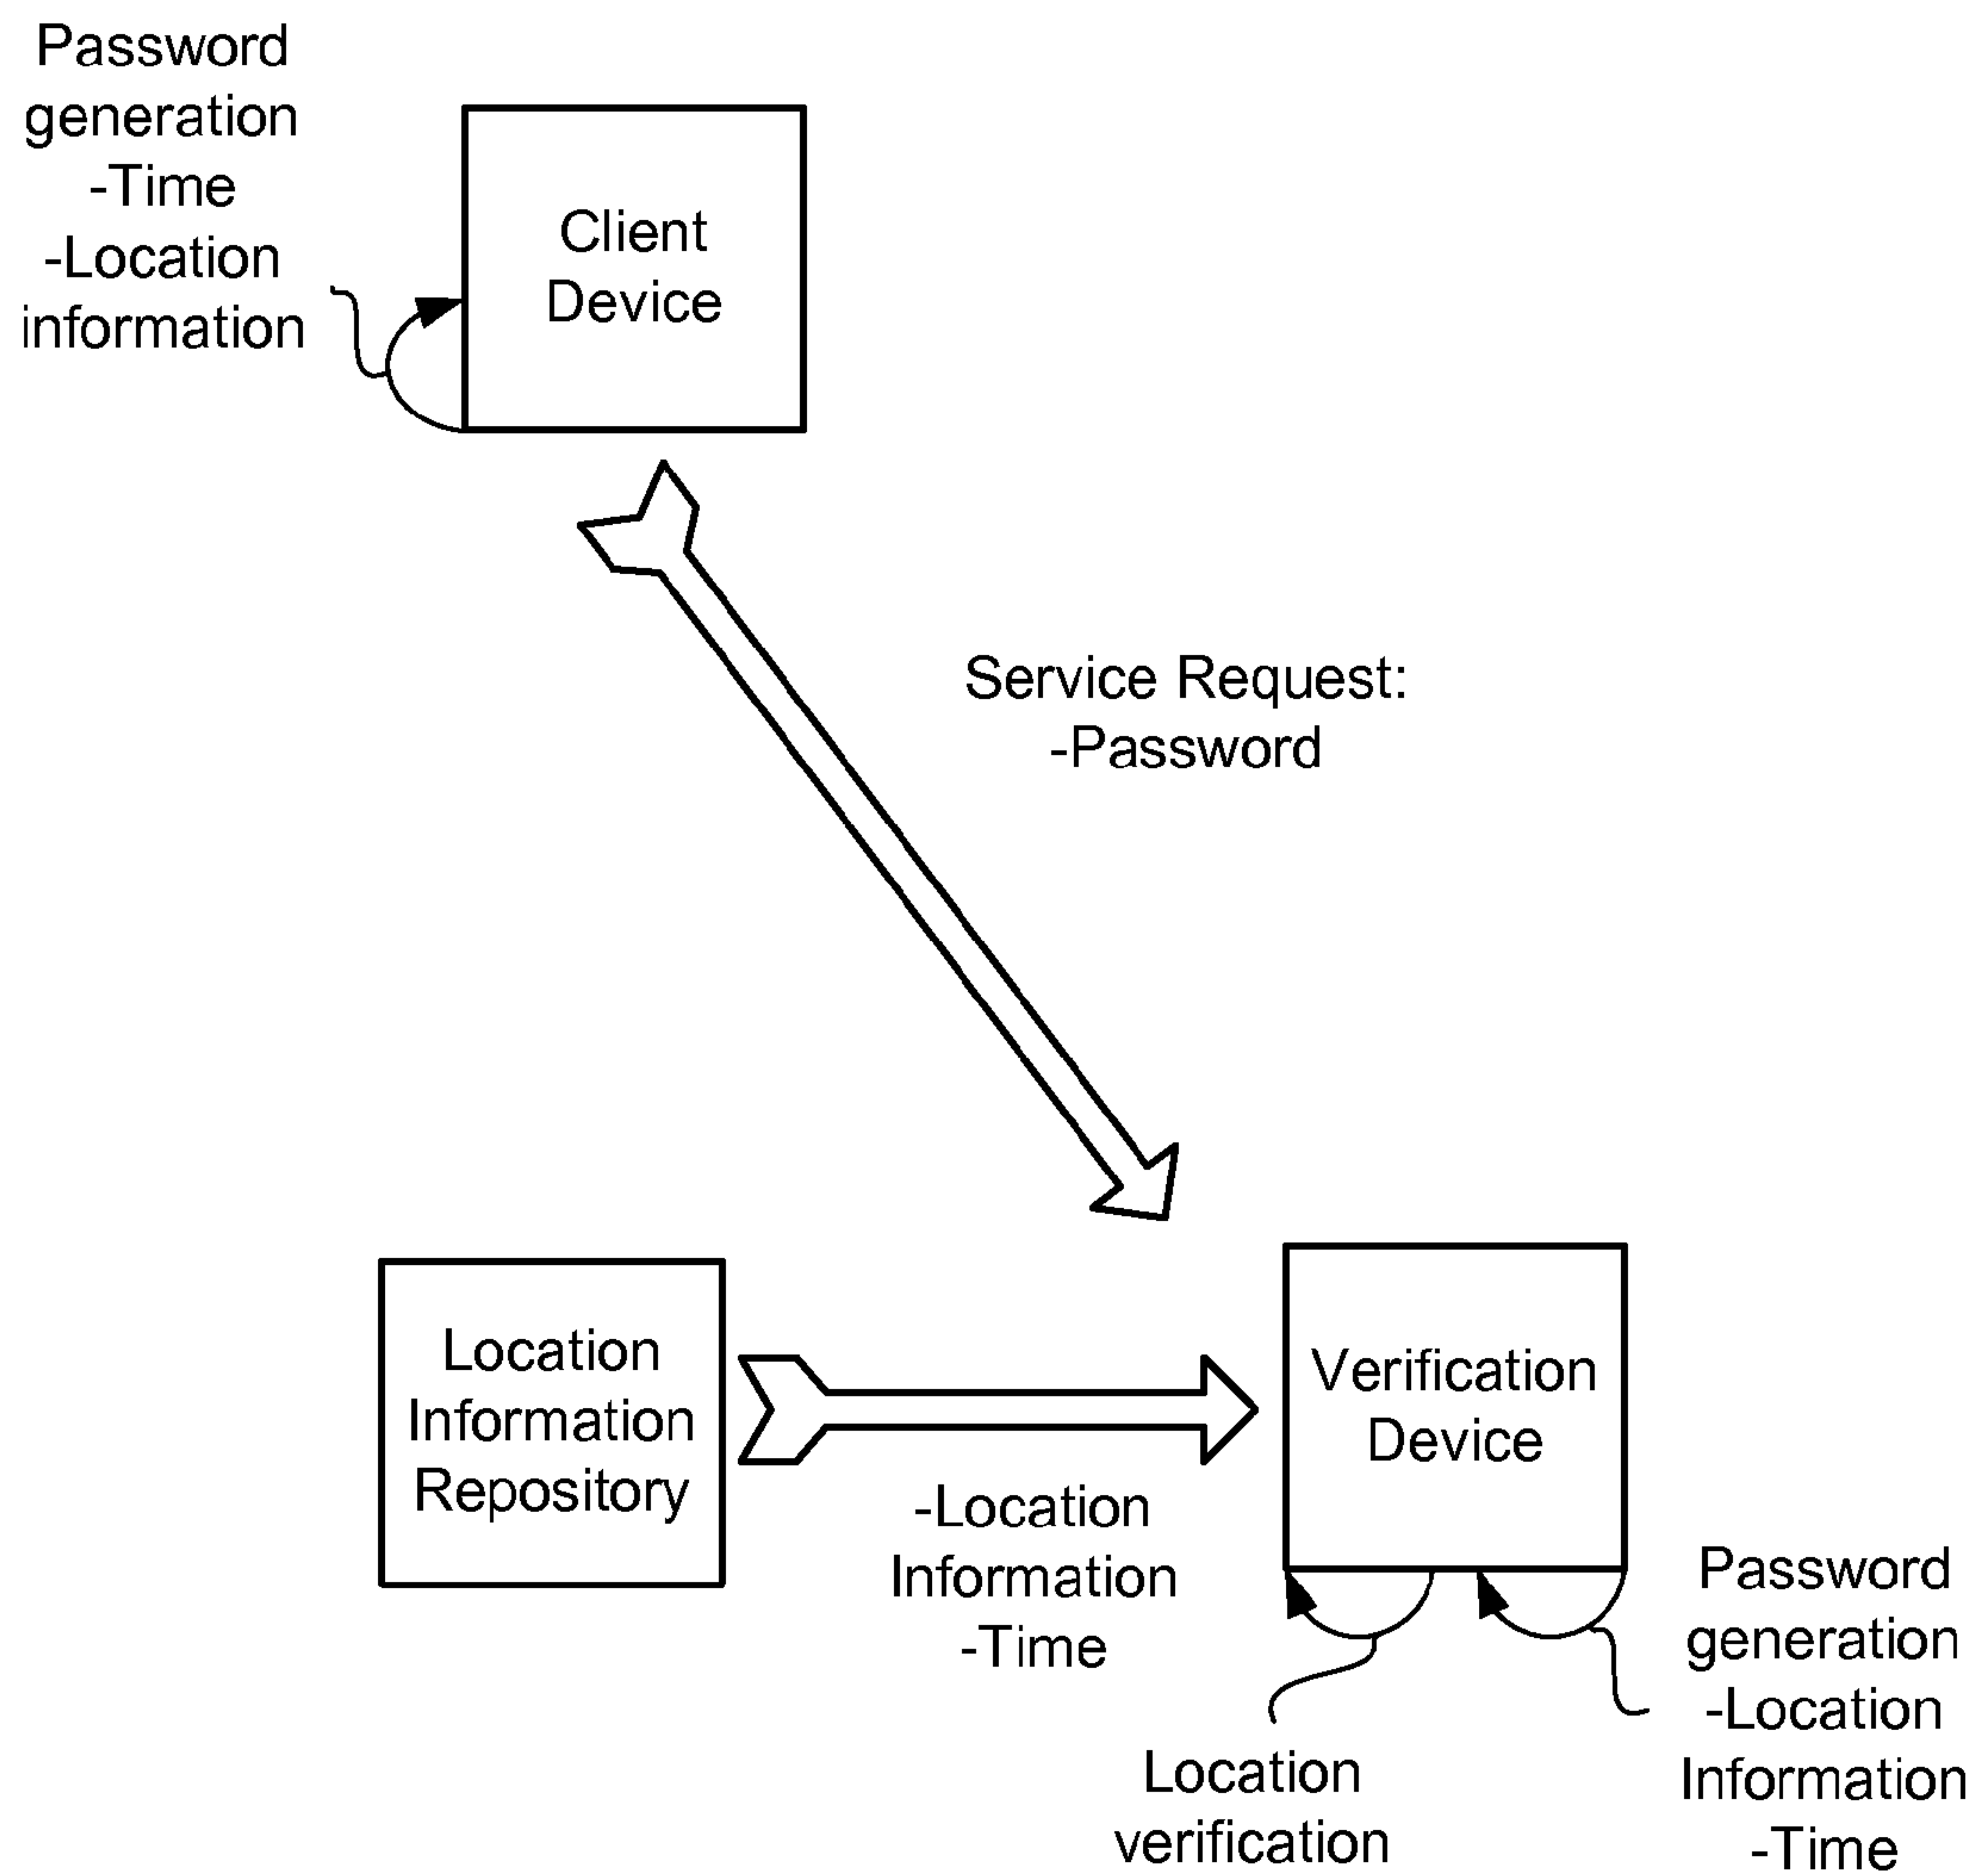 Password
generation
-Time
-Location
information
Client
Device
Service Request:
-Password
Location
Information
Repository
-Location
Information
-Time
Verification
Device
Location
verification
Password
generation
-Location
Information
-Time